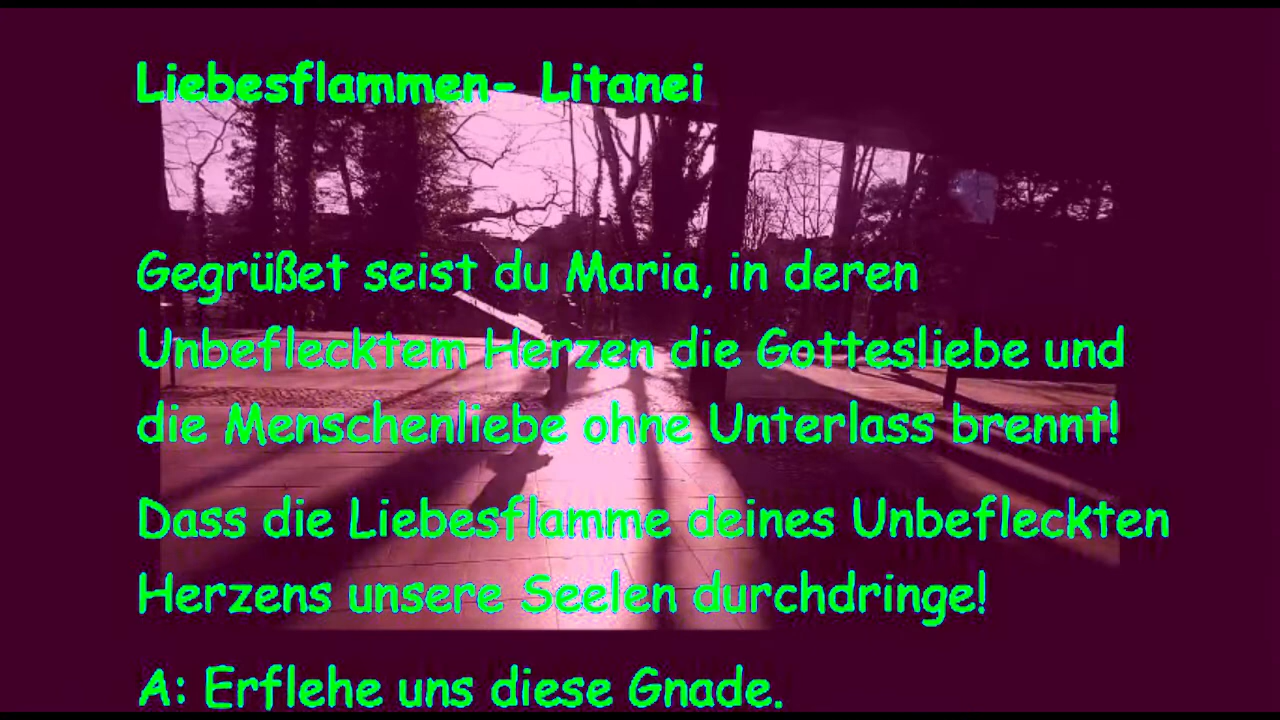 Liebesflammen- Litanei
Gegrüßet seist du Maria, in deren
Unbeflecktem Herzen die Gottesliebe und
die Menschenliebe ohne Unterlass brennt!
Dass die Liebesflamme deines Unbefleckten
Herzens unsere Seelen durchdringe!
A: Erflehe uns diese Gnade.